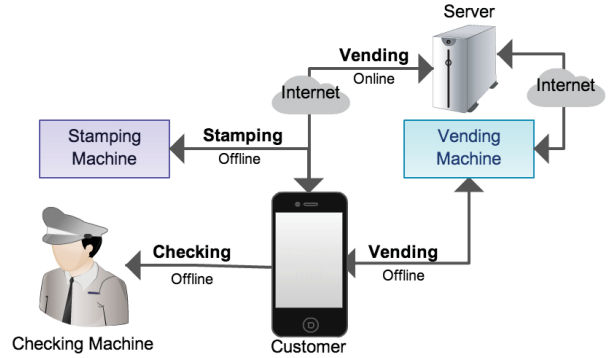 Server
Vending
Online
Internet
Internet
Stamping
Machine
Stamping
Offline
Vending
Machine
Checking
Offline
Vending
Offline
Checking Machine
Customer